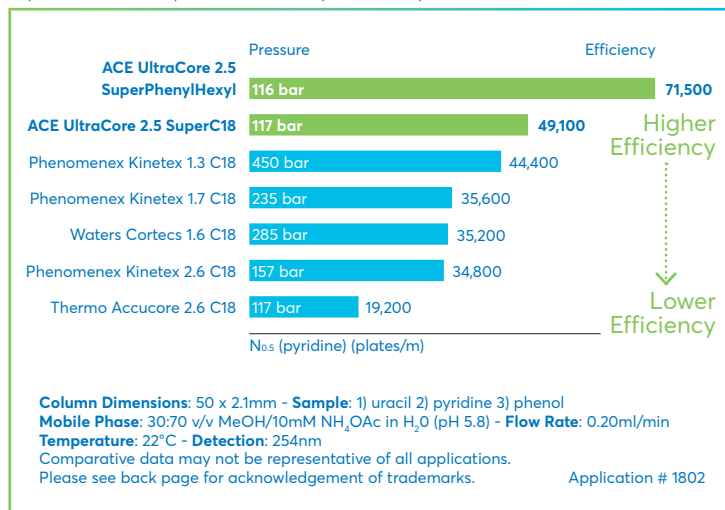 Pressure Efficiency
ACE UltraCore 2.5
SuperPhenylHexyl 116 bar 71,500
ACE UltraCore 2.5 SuperC18 117 bar 49,100
Higher
Efficiency
Phenomenex Kinetex 1.3 C18 450 bar 44,400
Phenomenex Kinetex 1.7 C18 235 bar 35,600
Waters Cortecs 1.6 C18 285 bar 35,200
Phenomenex Kinetex 2.6 C18 157 bar 34,800
Thermo Accucore 2.6 C18 117 bar 19,200
Lower
Efficiency
N0.5 (pyridine) (plates/m)
Column Dimensions: 50 x 2.1mm - Sample: 1) uracil 2) pyridine 3) phenol
Mobile Phase: 30:70 v/v MeOH/10mM NH4OAc in H20 (pH 5.8) - Flow Rate: 0.20ml/min
Temperature: 22°C - Detection: 254nm
Comparative data may not be representative of all applications.
Please see back page for acknowledgement of trademarks. Application # 1802